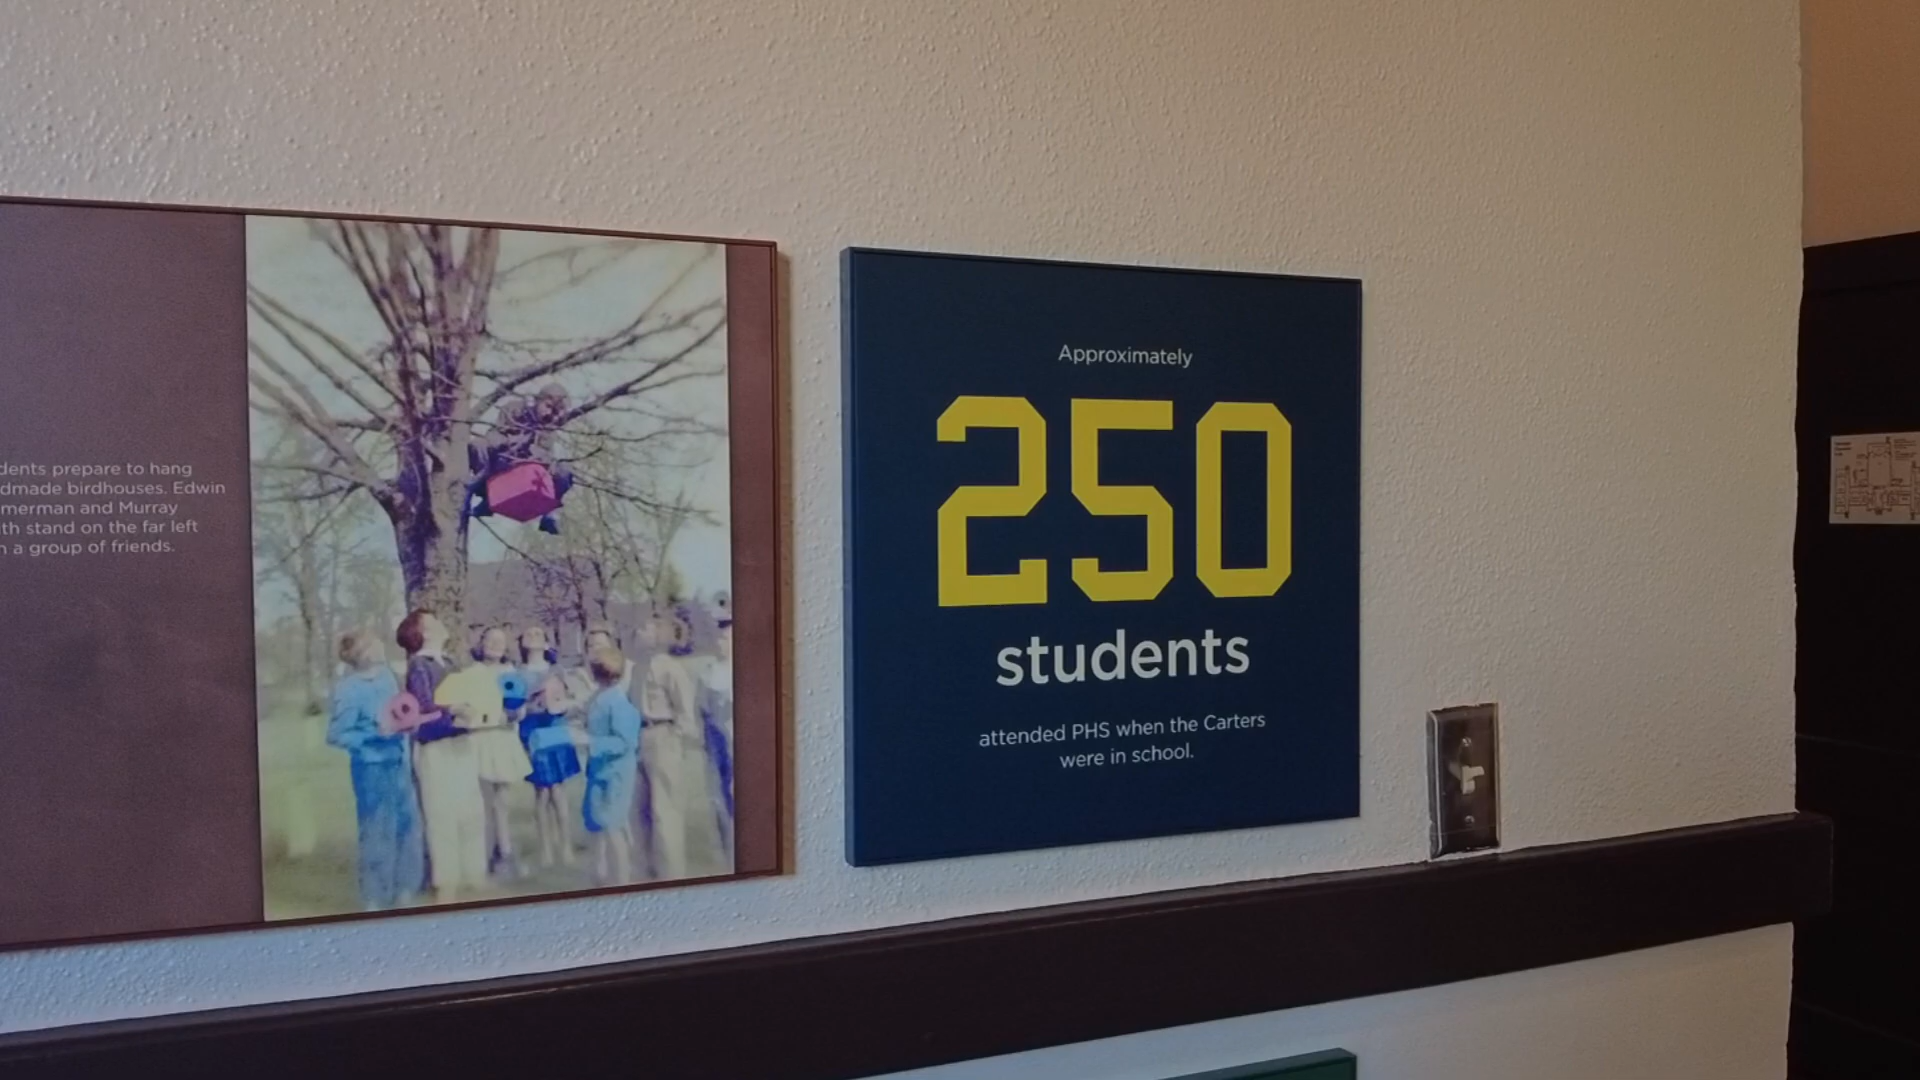 dents prepare to hang
dmade birdhouses. Edwin
merman and Murray
th stand on the far left
a group of friends.
Approximately
250
students
attended PHS when the Carters
were in school.